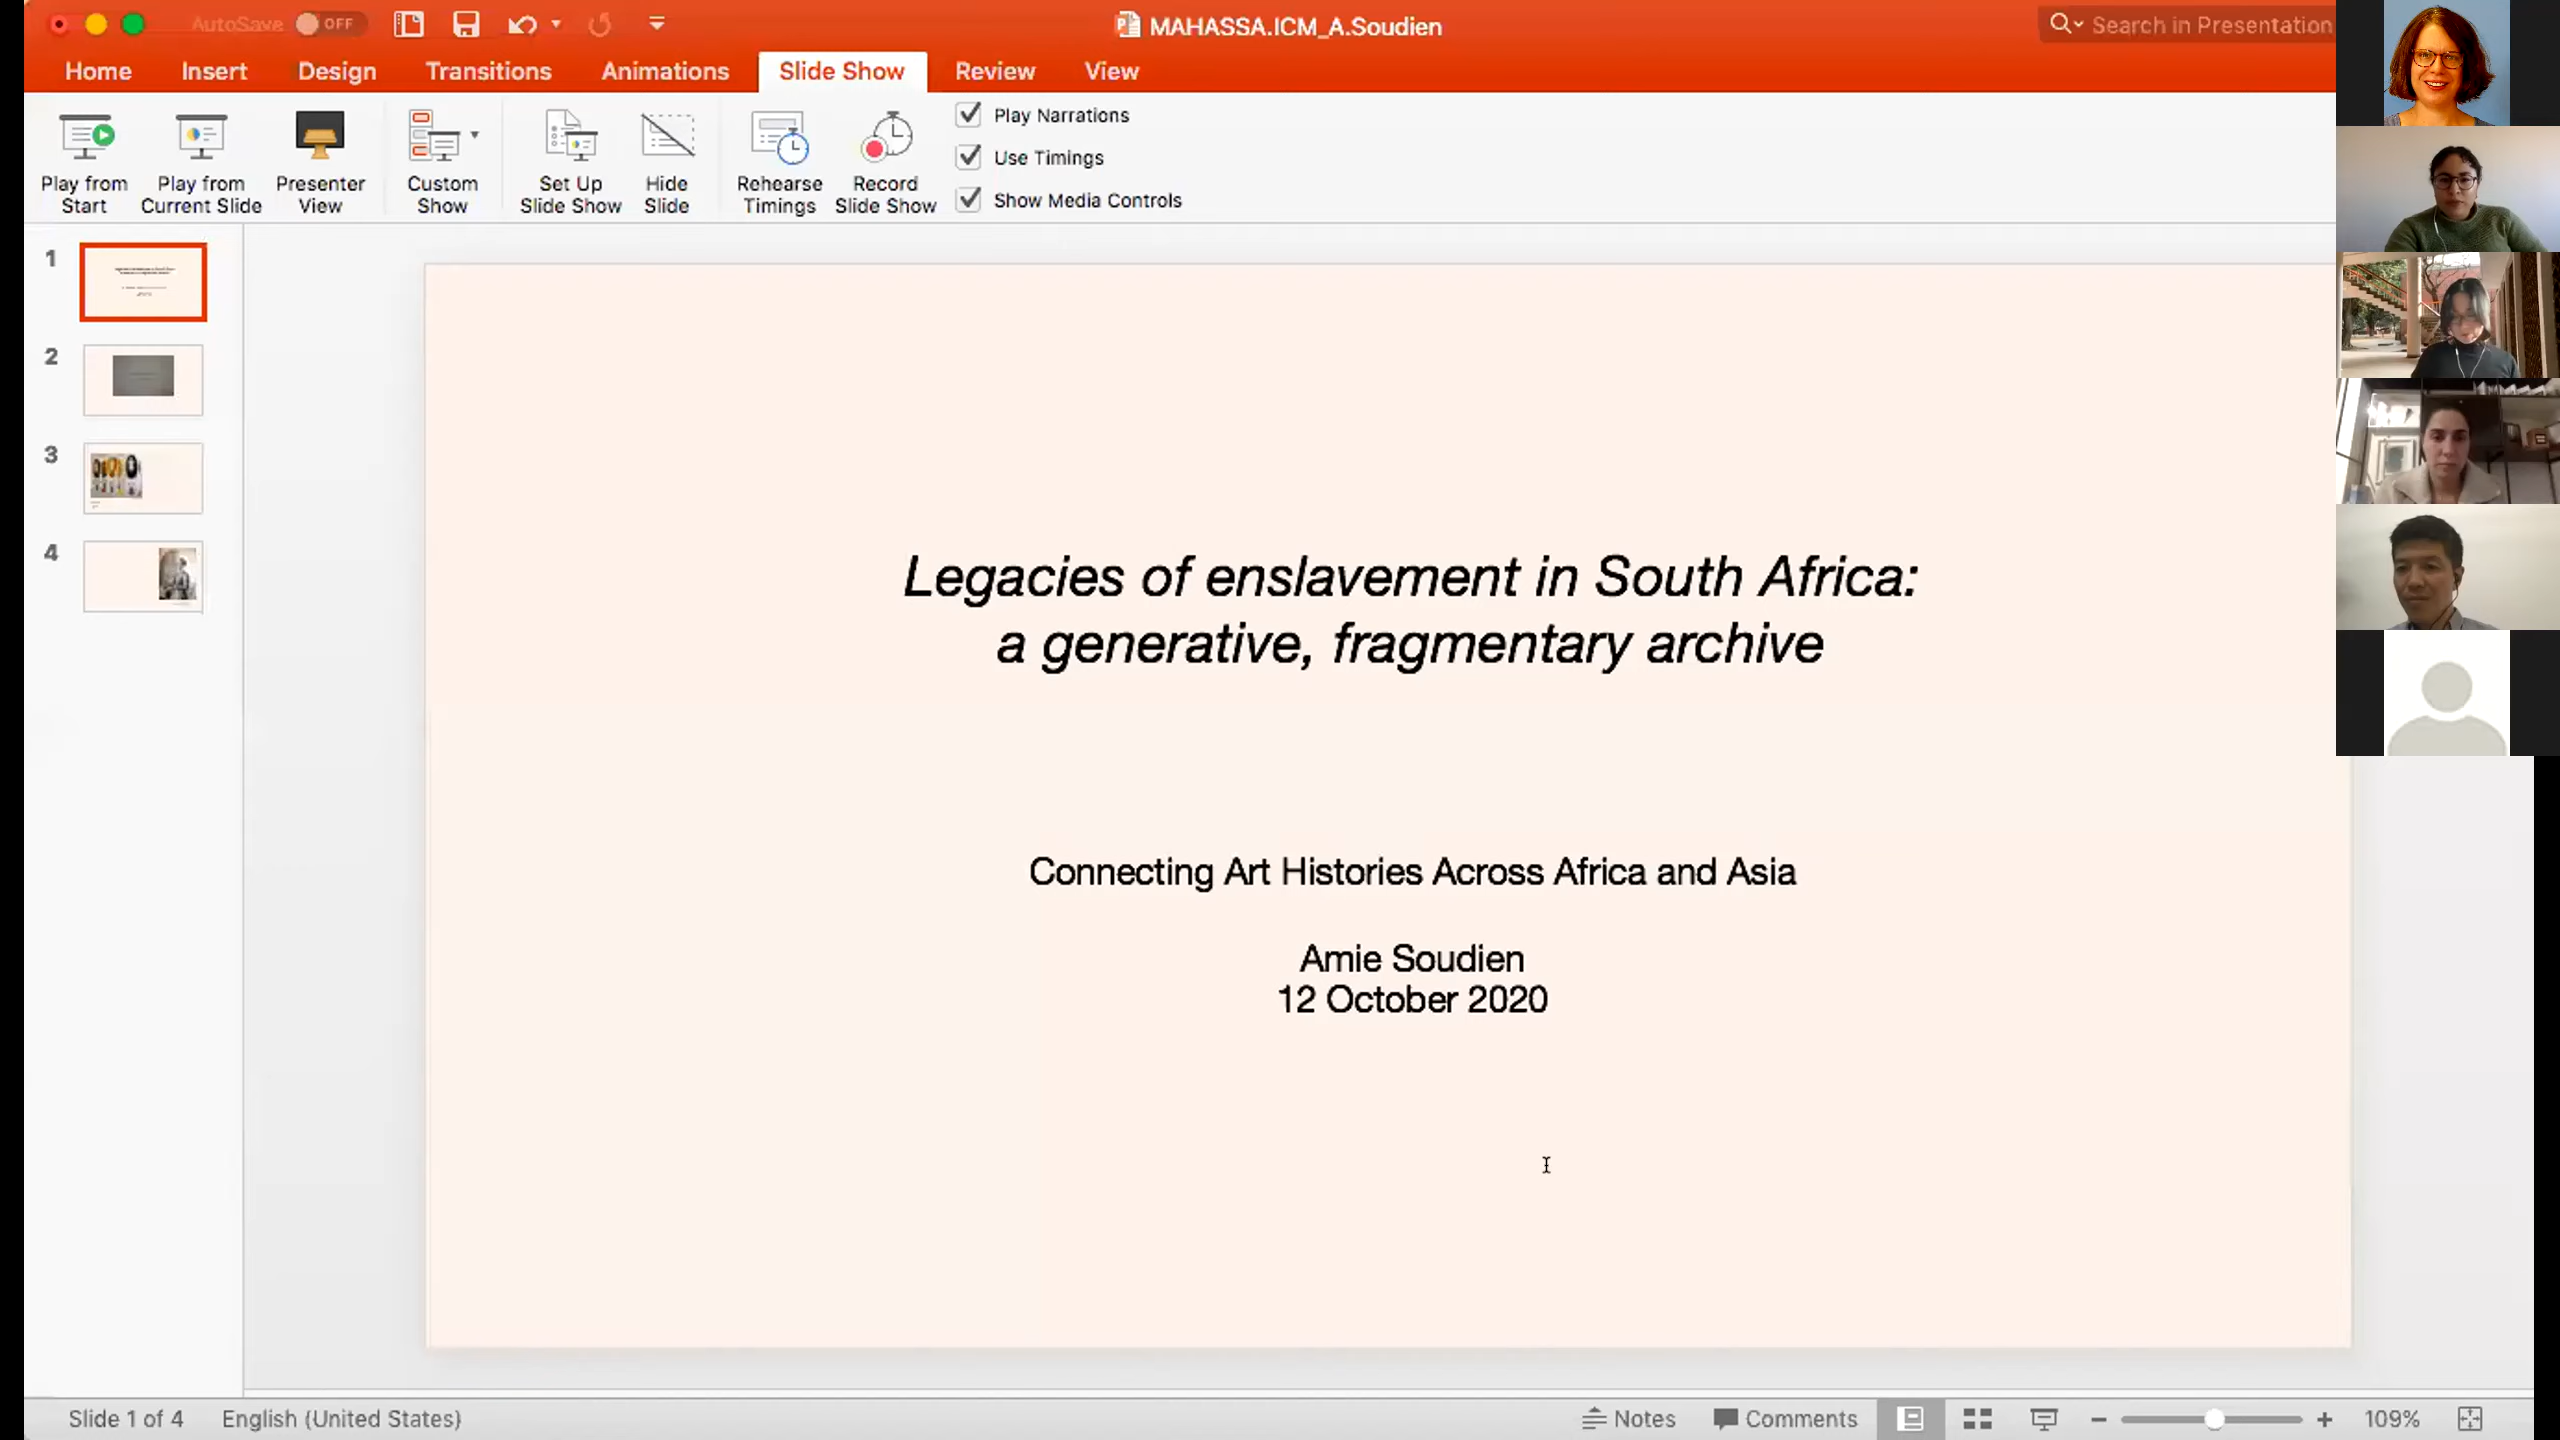 AutoSave OFF
MAHASSA.ICM_A.Soudien
Search in Presentation
Home Insert Design Transitions Animations Slide Show Review View
Play from Start
Play from Current Slide
Presenter View
Custom Show
Set Up Slide Show
Hide Slide
Rehearse Timings
Record Slide Show
Play Narrations
Use Timings
Show Media Controls
1
2
3
4
Legacies of enslavement in South Africa:
a generative, fragmentary archive
Connecting Art Histories Across Africa and Asia
Amie Soudien
12 October 2020
Slide 1 of 4 English (United States) Notes Comments 109%